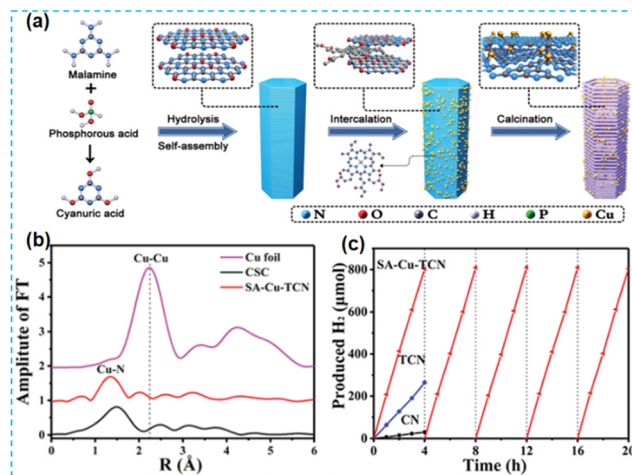 (a)
Malamine
+
Phosphorous acid
Cyanuric acid
Hydrolysis
Self-assembly
Intercalation
Calcination
N O C H P Cu
(b)
Cu-Cu
Cu foil
CSC
SA-Cu-TCN
Cu-N
Amplitude of FT
5
4
3
2
1
0
0 1 2 3 4 5 6
R (Å)
(c)
SA-Cu-TCN
TCN
CN
Produced H₂ (μmol)
800
600
400
200
0
0 4 8 12 16 20
Time (h)